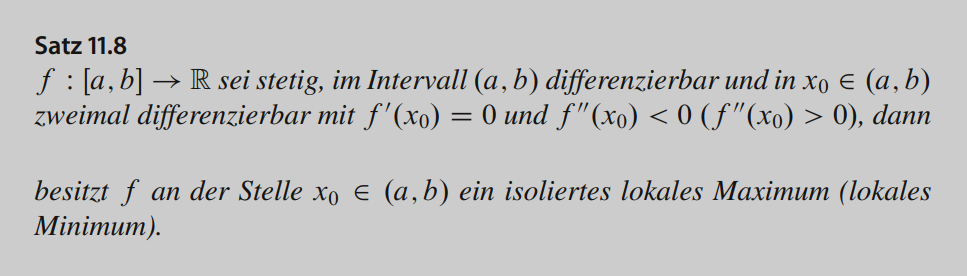 Satz 11.8
f : [a, b] → ℝ sei stetig, im Intervall (a, b) differenzierbar und in x₀ ∈ (a, b)
zweimal differenzierbar mit f′(x₀) = 0 und f″(x₀) < 0 (f″(x₀) > 0), dann
besitzt f an der Stelle x₀ ∈ (a, b) ein isoliertes lokales Maximum (lokales
Minimum).